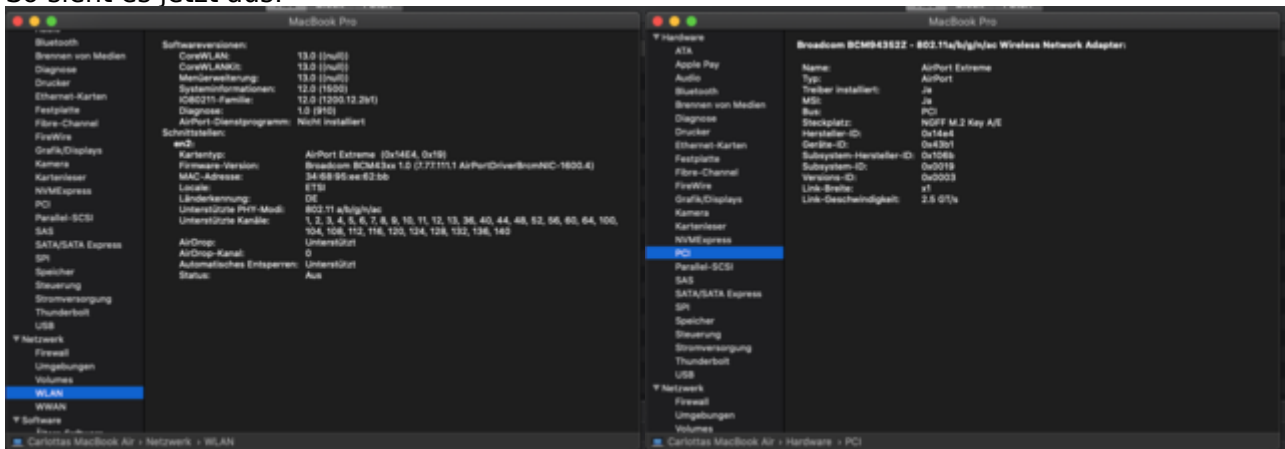 So sieht es jetzt aus.
MacBook Pro
Bluetooth
Brennen von Medien
Diagnose
Drucker
Ethernet-Karten
Festplatte
Fibre-Channel
FireWire
Grafik/Displays
Kamera
Kartenleser
NVMExpress
PCI
Parallel-SCSI
SAS
SATA/SATA Express
SPI
Speicher
Steuerung
Stromversorgung
Thunderbolt
USB
Netzwerk
Firewall
Umgebungen
Volumes
WLAN
WWAN
Software
Softwareversionen:
CoreWLAN: 13.0 ((null))
CoreWLANKit: 13.0 ((null))
Menüerweiterung: 13.0 ((null))
Systeminformationen: 12.0 (1500)
IO80211-Familie: 12.0 (1200.12.2b1)
Diagnose: 1.0 (910)
AirPort-Dienstprogramm: Nicht installiert
Schnittstellen:
en2:
Kartentyp: AirPort Extreme (0x14E4, 0x19)
Firmware-Version: Broadcom BCM43xx 1.0 (7.77.111.1 AirPortDriverBrcmNIC-1600.4)
MAC-Adresse: 34:68:95:ee:62:bb
Locale: ETSI
Länderkennung: DE
Unterstützte PHY-Modi: 802.11 a/b/g/n/ac
Unterstützte Kanäle: 1, 2, 3, 4, 5, 6, 7, 8, 9, 10, 11, 12, 13, 36, 40, 44, 48, 52, 56, 60, 64, 100,
104, 108, 112, 116, 120, 124, 128, 132, 136, 140
AirDrop: Unterstützt
AirDrop-Kanal: 0
Automatisches Entsperren: Unterstützt
Status: Aus
Carlottas MacBook Air › Netzwerk › WLAN
MacBook Pro
Hardware
ATA
Apple Pay
Audio
Bluetooth
Brennen von Medien
Diagnose
Drucker
Ethernet-Karten
Festplatte
Fibre-Channel
FireWire
Grafik/Displays
Kamera
Kartenleser
NVMExpress
PCI
Parallel-SCSI
SAS
SATA/SATA Express
SPI
Speicher
Steuerung
Stromversorgung
Thunderbolt
USB
Netzwerk
Firewall
Umgebungen
Volumes
Broadcom BCM94352Z - 802.11a/b/g/n/ac Wireless Network Adapter:
Name: AirPort Extreme
Typ: AirPort
Treiber installiert: Ja
MSI: Ja
Bus: PCI
Steckplatz: NGFF M.2 Key A/E
Hersteller-ID: 0x14e4
Geräte-ID: 0x43b1
Subsystem-Hersteller-ID: 0x106b
Subsystem-ID: 0x0019
Versions-ID: 0x0003
Link-Breite: x1
Link-Geschwindigkeit: 2.5 GT/s
Carlottas MacBook Air › Hardware › PCI